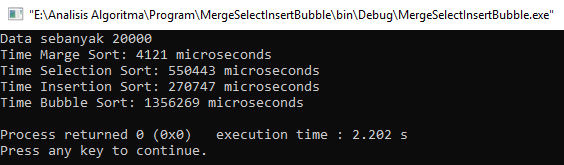 "E:\Analisis Algoritma\Program\MergeSelectInsertBubble\bin\Debug\MergeSelectInsertBubble.exe"
Data sebanyak 20000
Time Marge Sort: 4121 microseconds
Time Selection Sort: 550443 microseconds
Time Insertion Sort: 270747 microseconds
Time Bubble Sort: 1356269 microseconds
Process returned 0 (0x0)   execution time : 2.202 s
Press any key to continue.